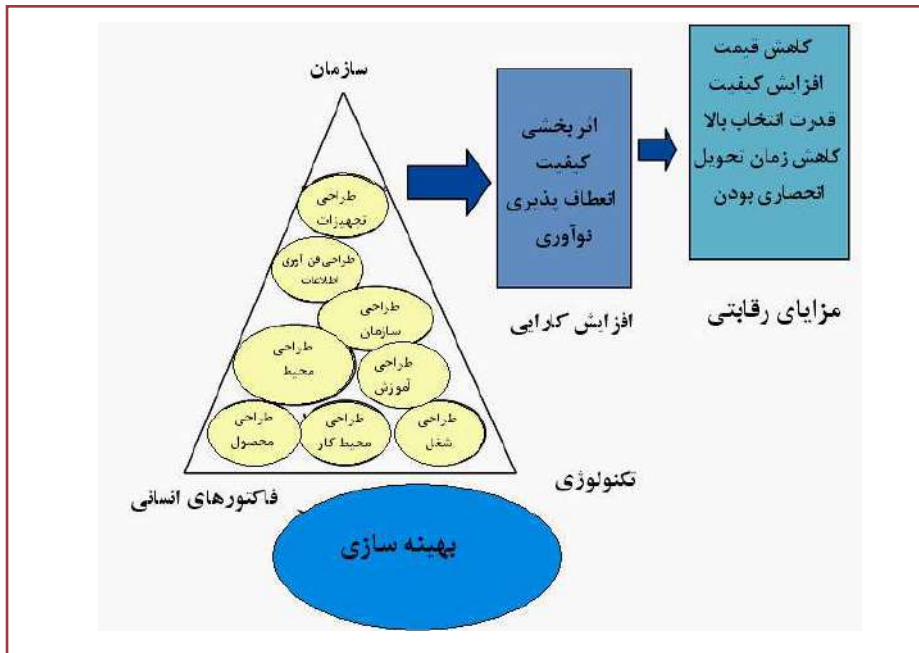 سازمان
طراحی
تجهیزات
طراحی فن آوری
اطلاعات
طراحی
سازمان
طراحی
محیط
طراحی
آموزش
طراحی
محصول
طراحی
محیط کار
طراحی
شغل
فاکتورهای انسانی
تکنولوژی
بهینه سازی
اثربخشی
کیفیت
انعطاف پذیری
نوآوری
افزایش کارایی
کاهش قیمت
افزایش کیفیت
قدرت انتخاب بالا
کاهش زمان تحویل
انحصاری بودن
مزایای رقابتی